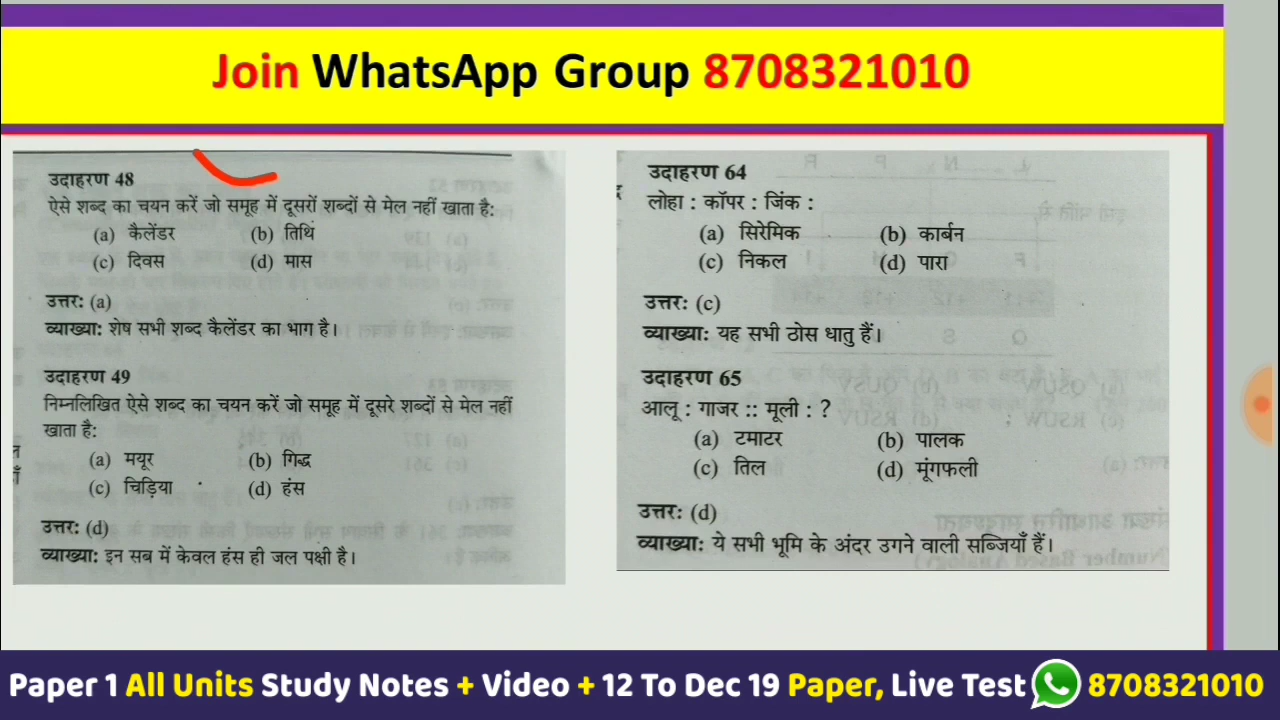 Join WhatsApp Group 8708321010
उदाहरण 48
ऐसे शब्द का चयन करें जो समूह में दूसरों शब्दों से मेल नहीं खाता है:
(a) कैलेंडर (b) तिथिं
(c) दिवस (d) मास
उत्तर: (a)
व्याख्या: शेष सभी शब्द कैलेंडर का भाग है।
उदाहरण 49
निम्नलिखित ऐसे शब्द का चयन करें जो समूह में दूसरे शब्दों से मेल नहीं
खाता है:
(a) मयूर (b) गिद्ध
(c) चिड़िया (d) हंस
उत्तर: (d)
व्याख्या: इन सब में केवल हंस ही जल पक्षी है।
उदाहरण 64
लोहा : कॉपर : जिंक :
(a) सिरेमिक (b) कार्बन
(c) निकल (d) पारा
उत्तर: (c)
व्याख्या: यह सभी ठोस धातु हैं।
उदाहरण 65
आलू : गाजर :: मूली : ?
(a) टमाटर (b) पालक
(c) तिल (d) मूंगफली
उत्तर: (d)
व्याख्या: ये सभी भूमि के अंदर उगने वाली सब्जियाँ हैं।
Paper 1 All Units Study Notes + Video + 12 To Dec 19 Paper, Live Test 8708321010